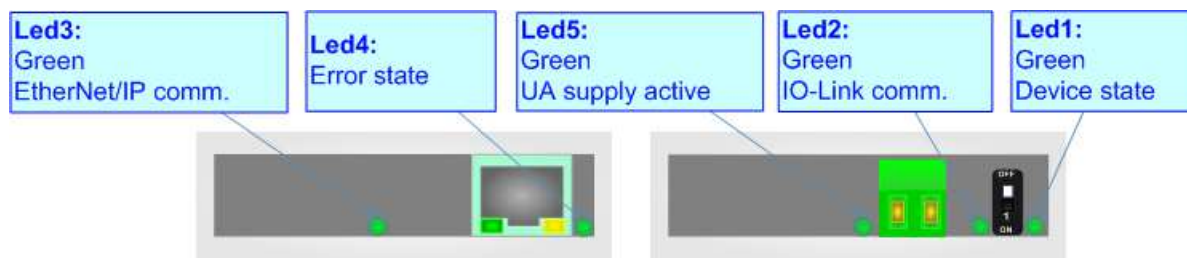 Led3:
Green
EtherNet/IP comm.
Led4:
Error state
Led5:
Green
UA supply active
Led2:
Green
IO-Link comm.
Led1:
Green
Device state
OFF
1
ON